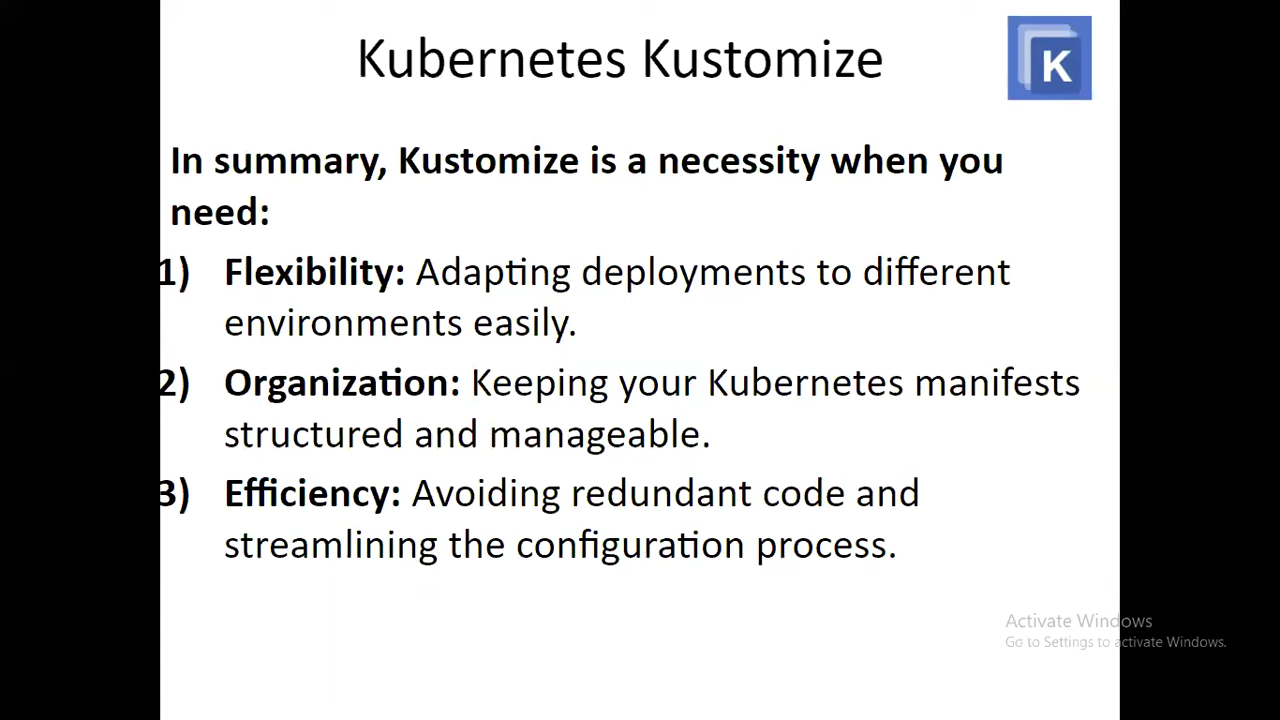 Kubernetes Kustomize
K
In summary, Kustomize is a necessity when you
need:
1) Flexibility: Adapting deployments to different
environments easily.
2) Organization: Keeping your Kubernetes manifests
structured and manageable.
3) Efficiency: Avoiding redundant code and
streamlining the configuration process.
Activate Windows
Go to Settings to activate Windows.